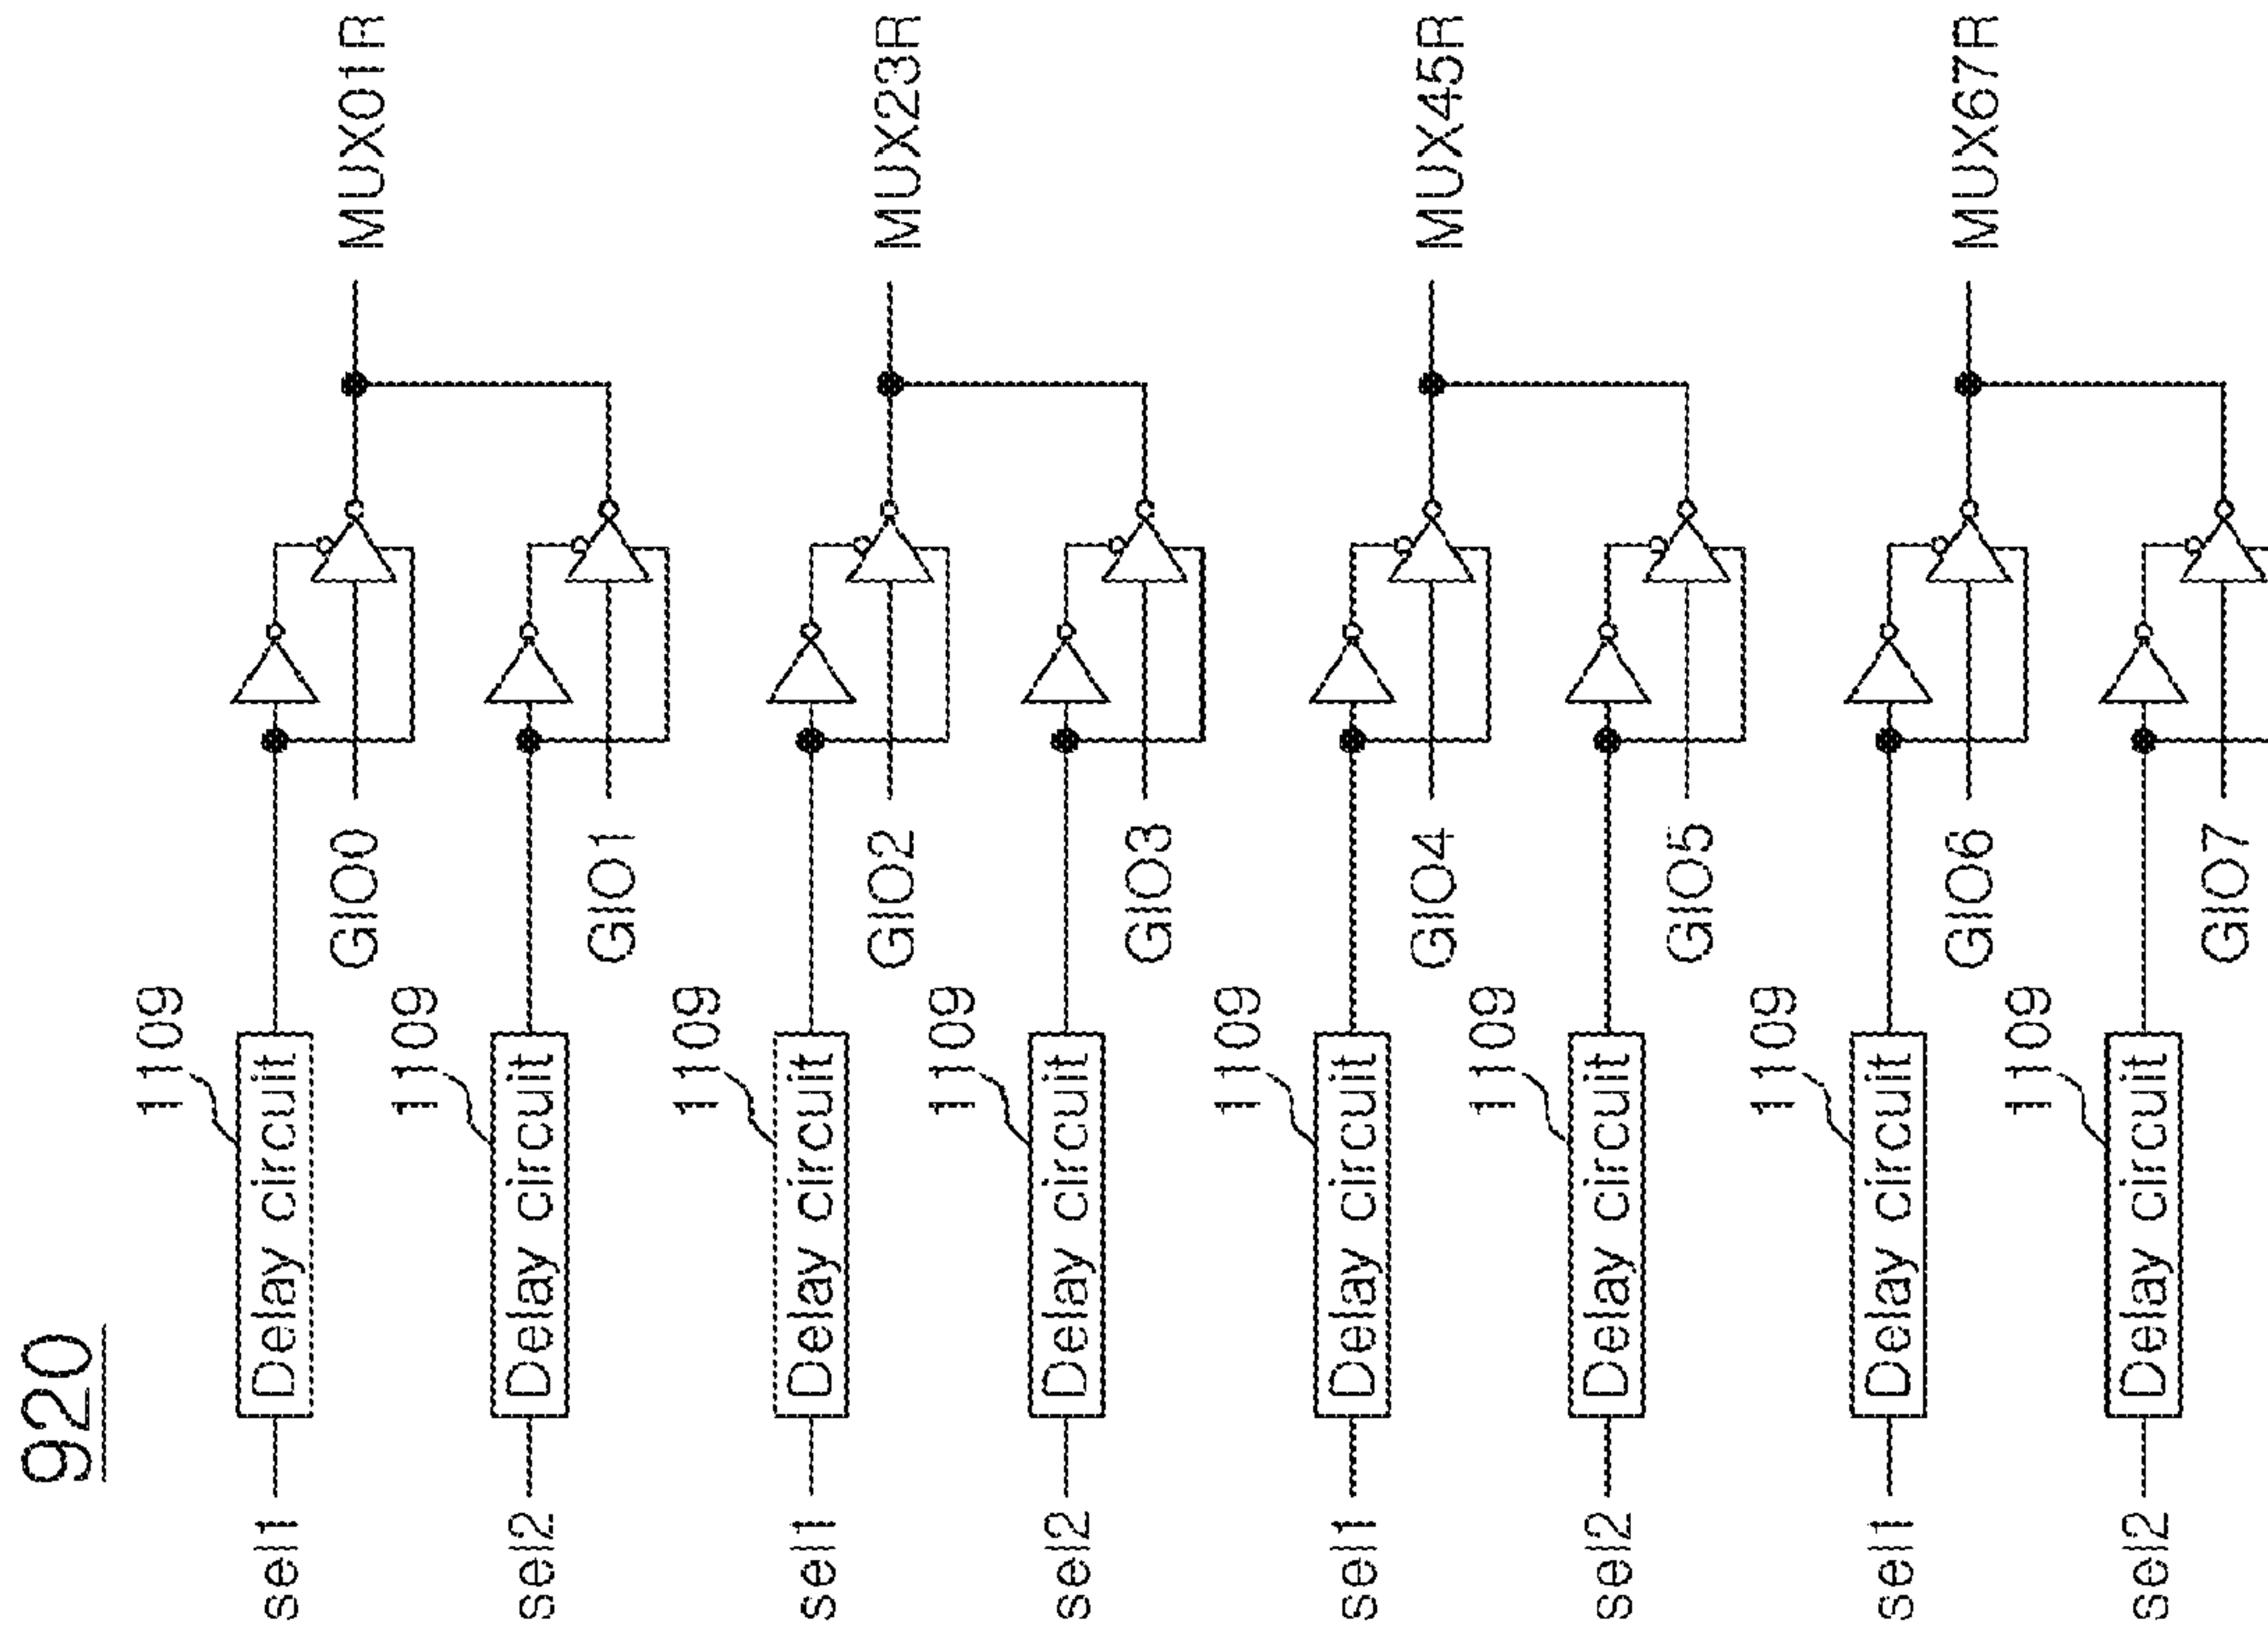 920
sel1
Delay circuit
1109
GIO0
MUX01R
sel2
Delay circuit
1109
GIO1
sel1
Delay circuit
1109
GIO2
MUX23R
sel2
Delay circuit
1109
GIO3
sel1
Delay circuit
1109
GIO4
MUX45R
sel2
Delay circuit
1109
GIO5
sel1
Delay circuit
1109
GIO6
MUX67R
sel2
Delay circuit
1109
GIO7